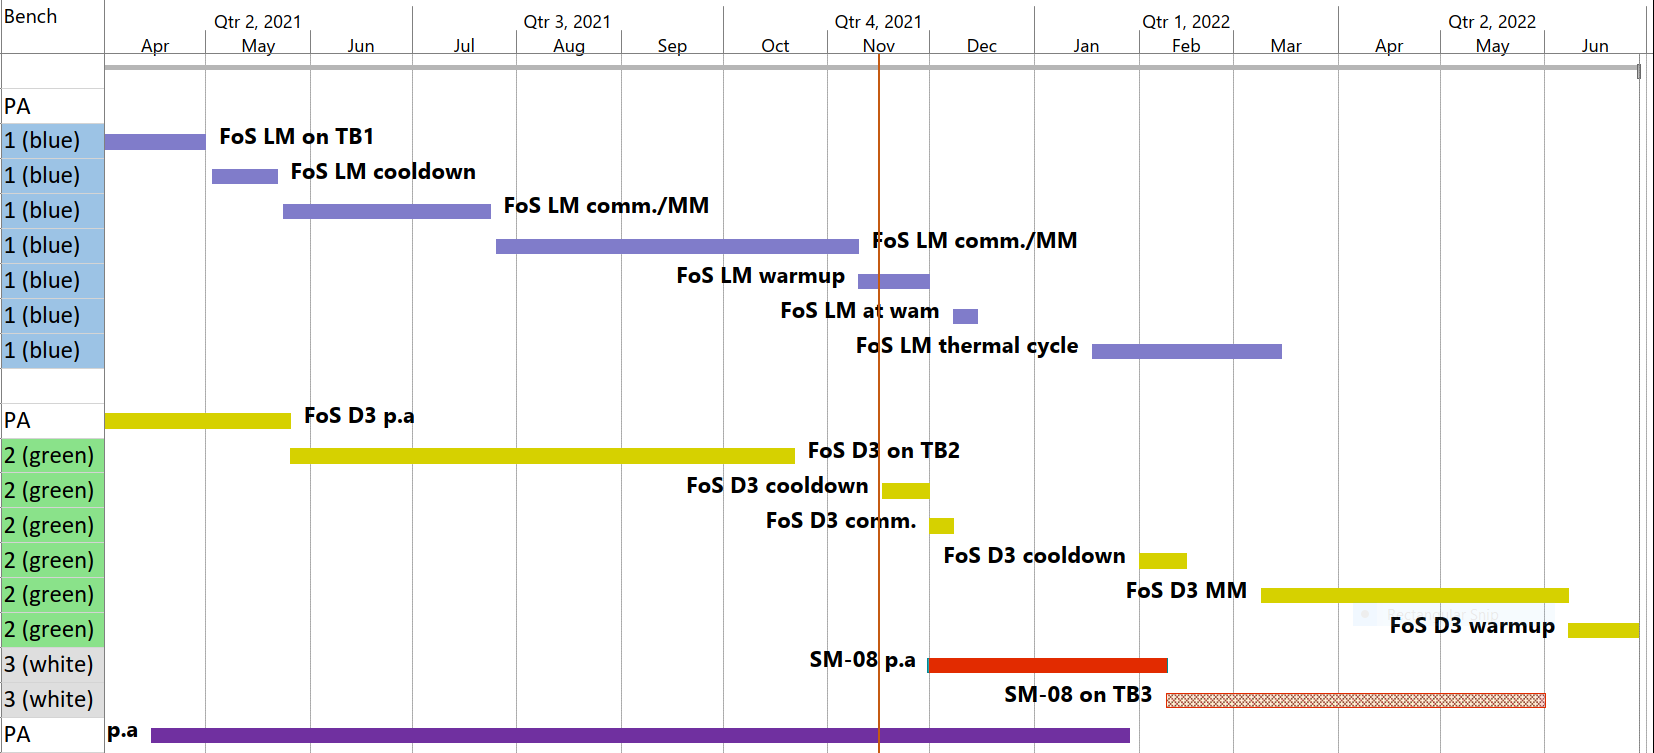 Bench
Qtr 2, 2021 Qtr 3, 2021 Qtr 4, 2021 Qtr 1, 2022 Qtr 2, 2022
Apr May Jun Jul Aug Sep Oct Nov Dec Jan Feb Mar Apr May Jun
PA
1 (blue) FoS LM on TB1
1 (blue) FoS LM cooldown
1 (blue) FoS LM comm./MM
1 (blue) FoS LM comm./MM
1 (blue) FoS LM warmup
1 (blue) FoS LM at wam
1 (blue) FoS LM thermal cycle
PA FoS D3 p.a
2 (green) FoS D3 on TB2
2 (green) FoS D3 cooldown
2 (green) FoS D3 comm.
2 (green) FoS D3 cooldown
2 (green) FoS D3 MM
Rectangular Snip
2 (green) FoS D3 warmup
3 (white) SM-08 p.a
3 (white) SM-08 on TB3
PA p.a